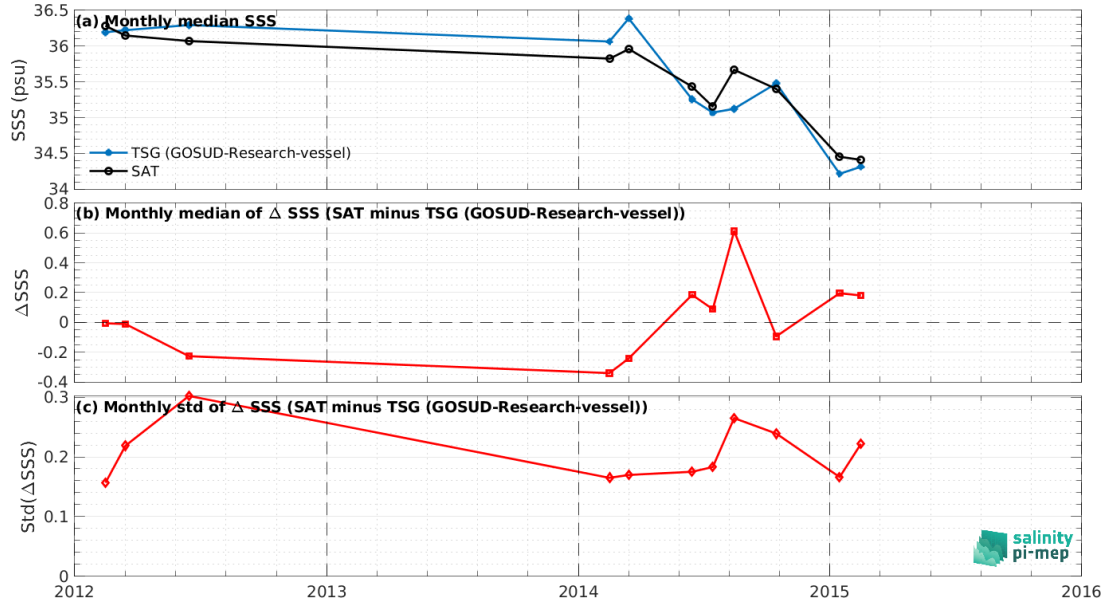 (a) Monthly median SSS
36.5
36
35.5
35
34.5
34
SSS (psu)
TSG (GOSUD-Research-vessel)
SAT
(b) Monthly median of Δ SSS (SAT minus TSG (GOSUD-Research-vessel))
0.8
0.6
0.4
0.2
0
-0.2
-0.4
ΔSSS
(c) Monthly std of Δ SSS (SAT minus TSG (GOSUD-Research-vessel))
0.3
0.2
0.1
0
Std(ΔSSS)
salinity
pi-mep
2012
2013
2014
2015
2016